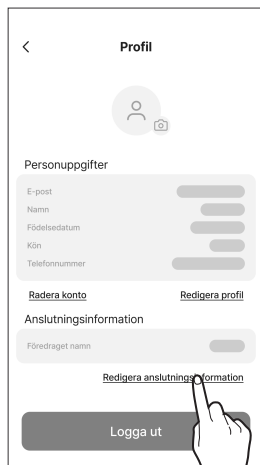 Profil
Personuppgifter
E-post
Namn
Födelsedatum
Kön
Telefonnummer
Radera konto Redigera profil
Anslutningsinformation
Föredraget namn
Redigera anslutningsinformation
Logga ut